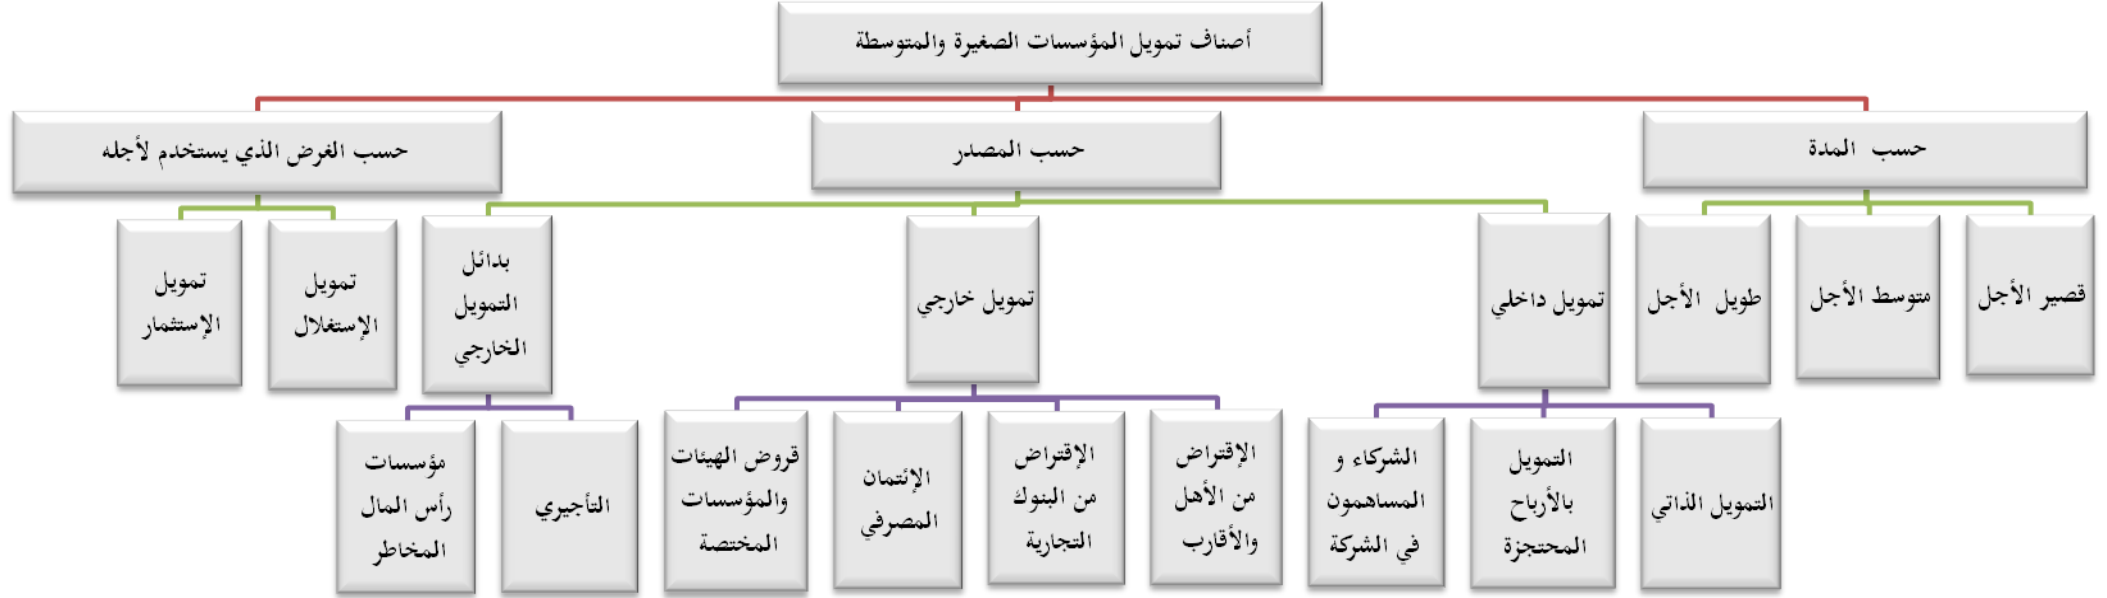 أصناف تمويل المؤسسات الصغيرة والمتوسطة
حسب المدة
حسب المصدر
حسب الغرض الذي يستخدم لأجله
قصير الأجل
متوسط الأجل
طويل الأجل
تمويل داخلي
تمويل خارجي
بدائل
التمويل
الخارجي
تمويل
الإستغلال
تمويل
الإستثمار
التمويل الذاتي
التمويل
بالأرباح
المحتجزة
الشركاء و
المساهمون
في الشركة
الإقتراض
من الأهل
والأقارب
الإقتراض
من البنوك
التجارية
الإئتمان
المصرفي
قروض الهيئات
والمؤسسات
المختصة
التأجيري
مؤسسات
رأس المال
المخاطر